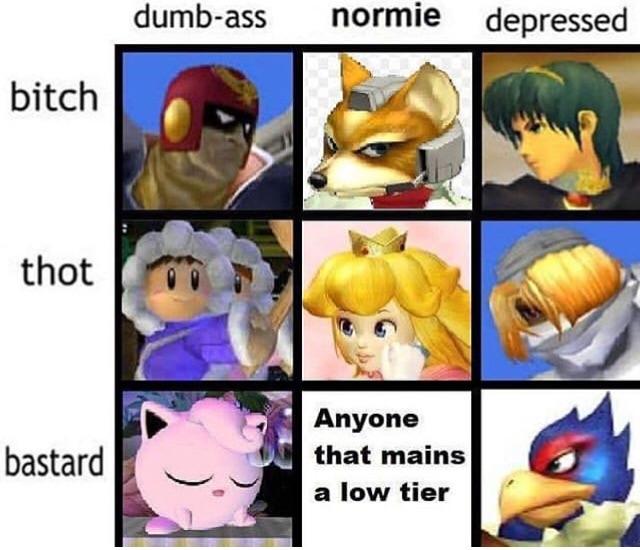 dumb-ass normie depressed
bitch
thot
bastard
Anyone
that mains
a low tier